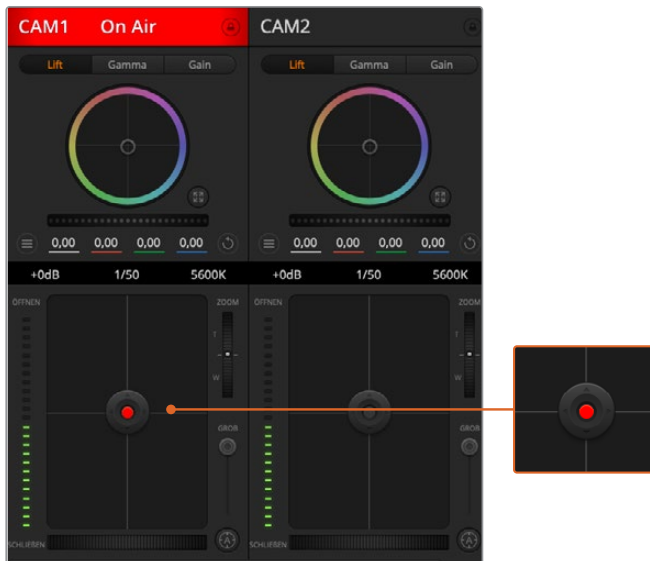 CAM1 On Air
CAM2
Lift Gamma Gain
Lift Gamma Gain
0,00 0,00 0,00 0,00
0,00 0,00 0,00 0,00
+0dB 1/50 5600K
+0dB 1/50 5600K
ÖFFNEN ZOOM
ÖFFNEN ZOOM
T
T
W
W
GROB
GROB
A
A
SCHLIEßEN
SCHLIEßEN